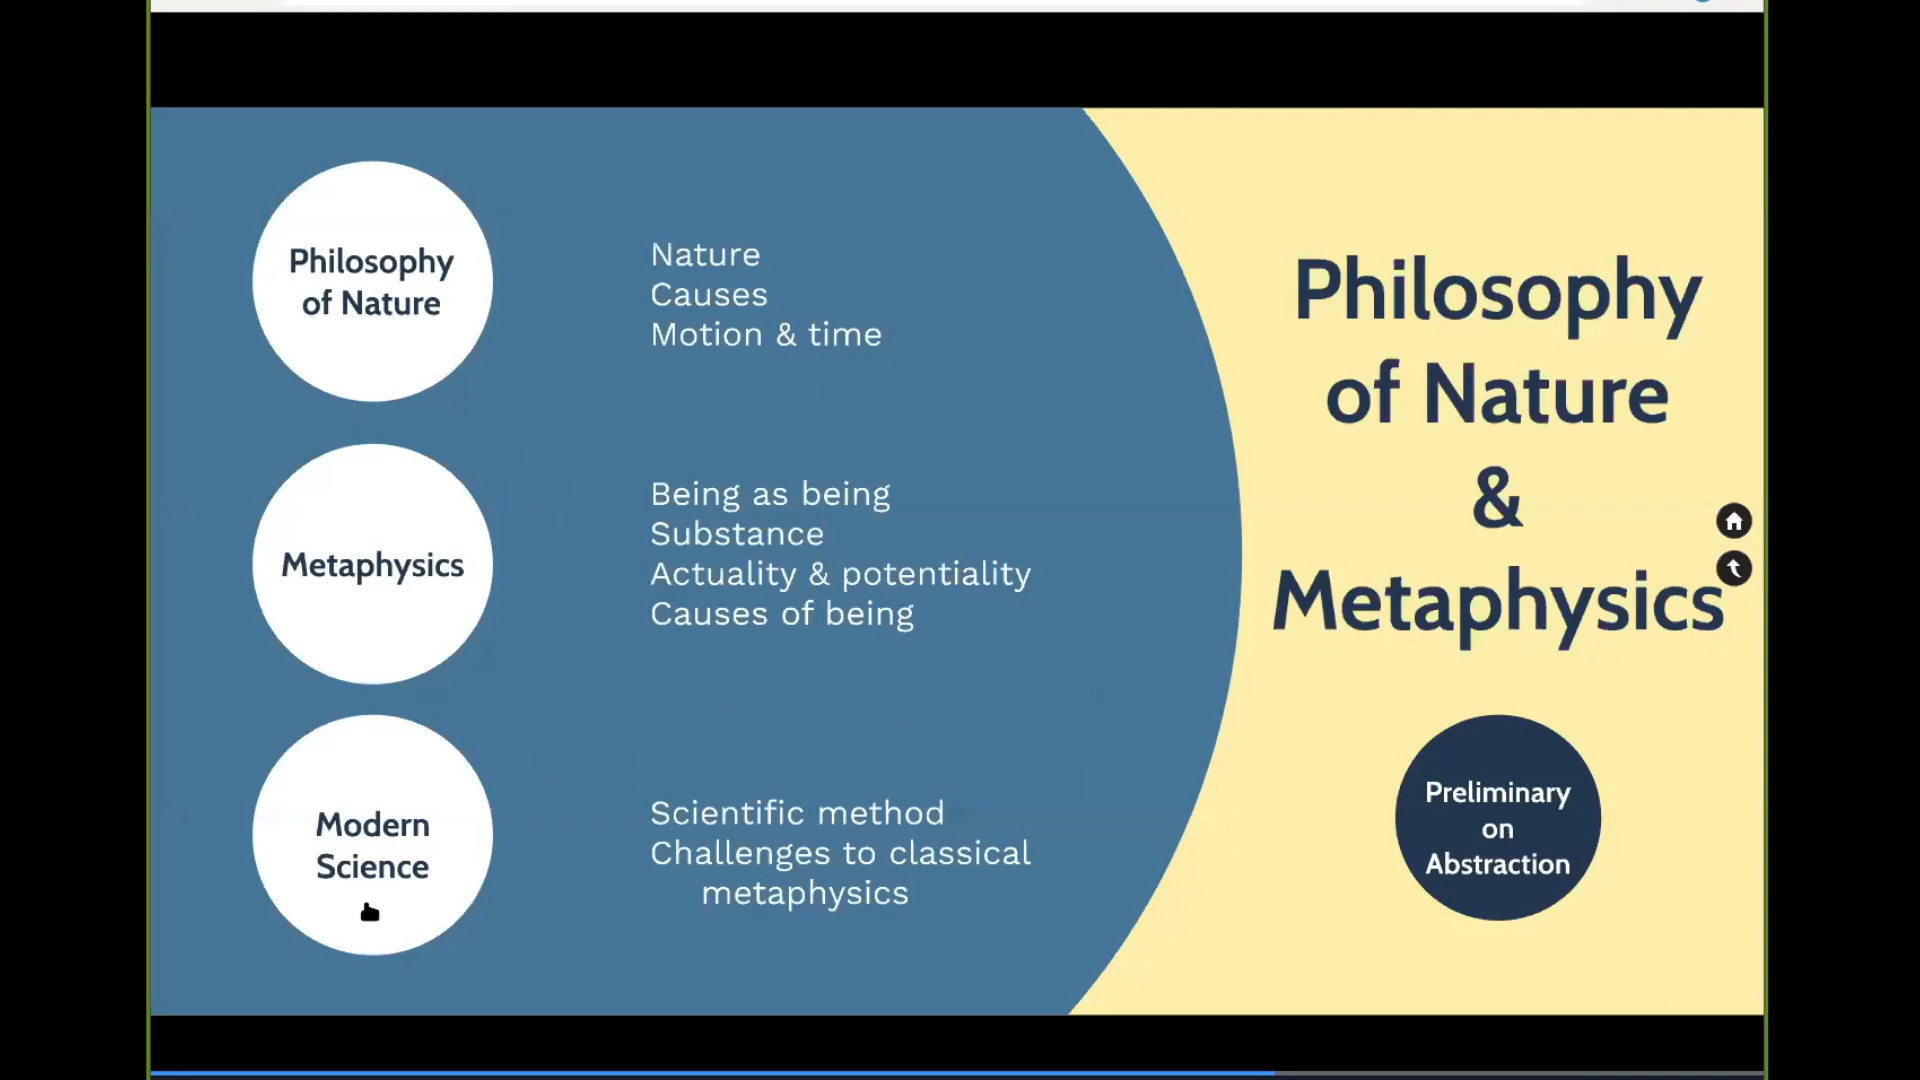 Philosophy
of Nature
Nature
Causes
Motion & time
Metaphysics
Being as being
Substance
Actuality & potentiality
Causes of being
Modern
Science
Scientific method
Challenges to classical
metaphysics
Philosophy
of Nature
&
Metaphysics
Preliminary
on
Abstraction